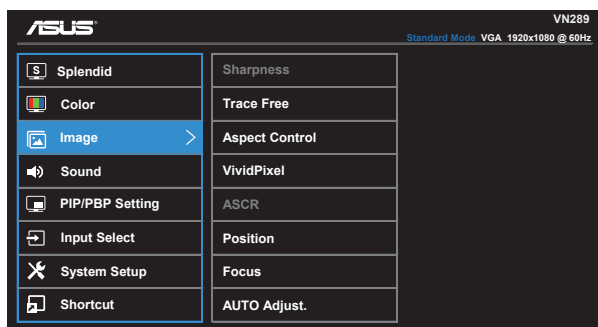 ASUS
VN289
Standard Mode VGA 1920x1080 @ 60Hz
S Splendid
Color
Image
Sound
PIP/PBP Setting
Input Select
System Setup
Shortcut
Sharpness
Trace Free
Aspect Control
VividPixel
ASCR
Position
Focus
AUTO Adjust.